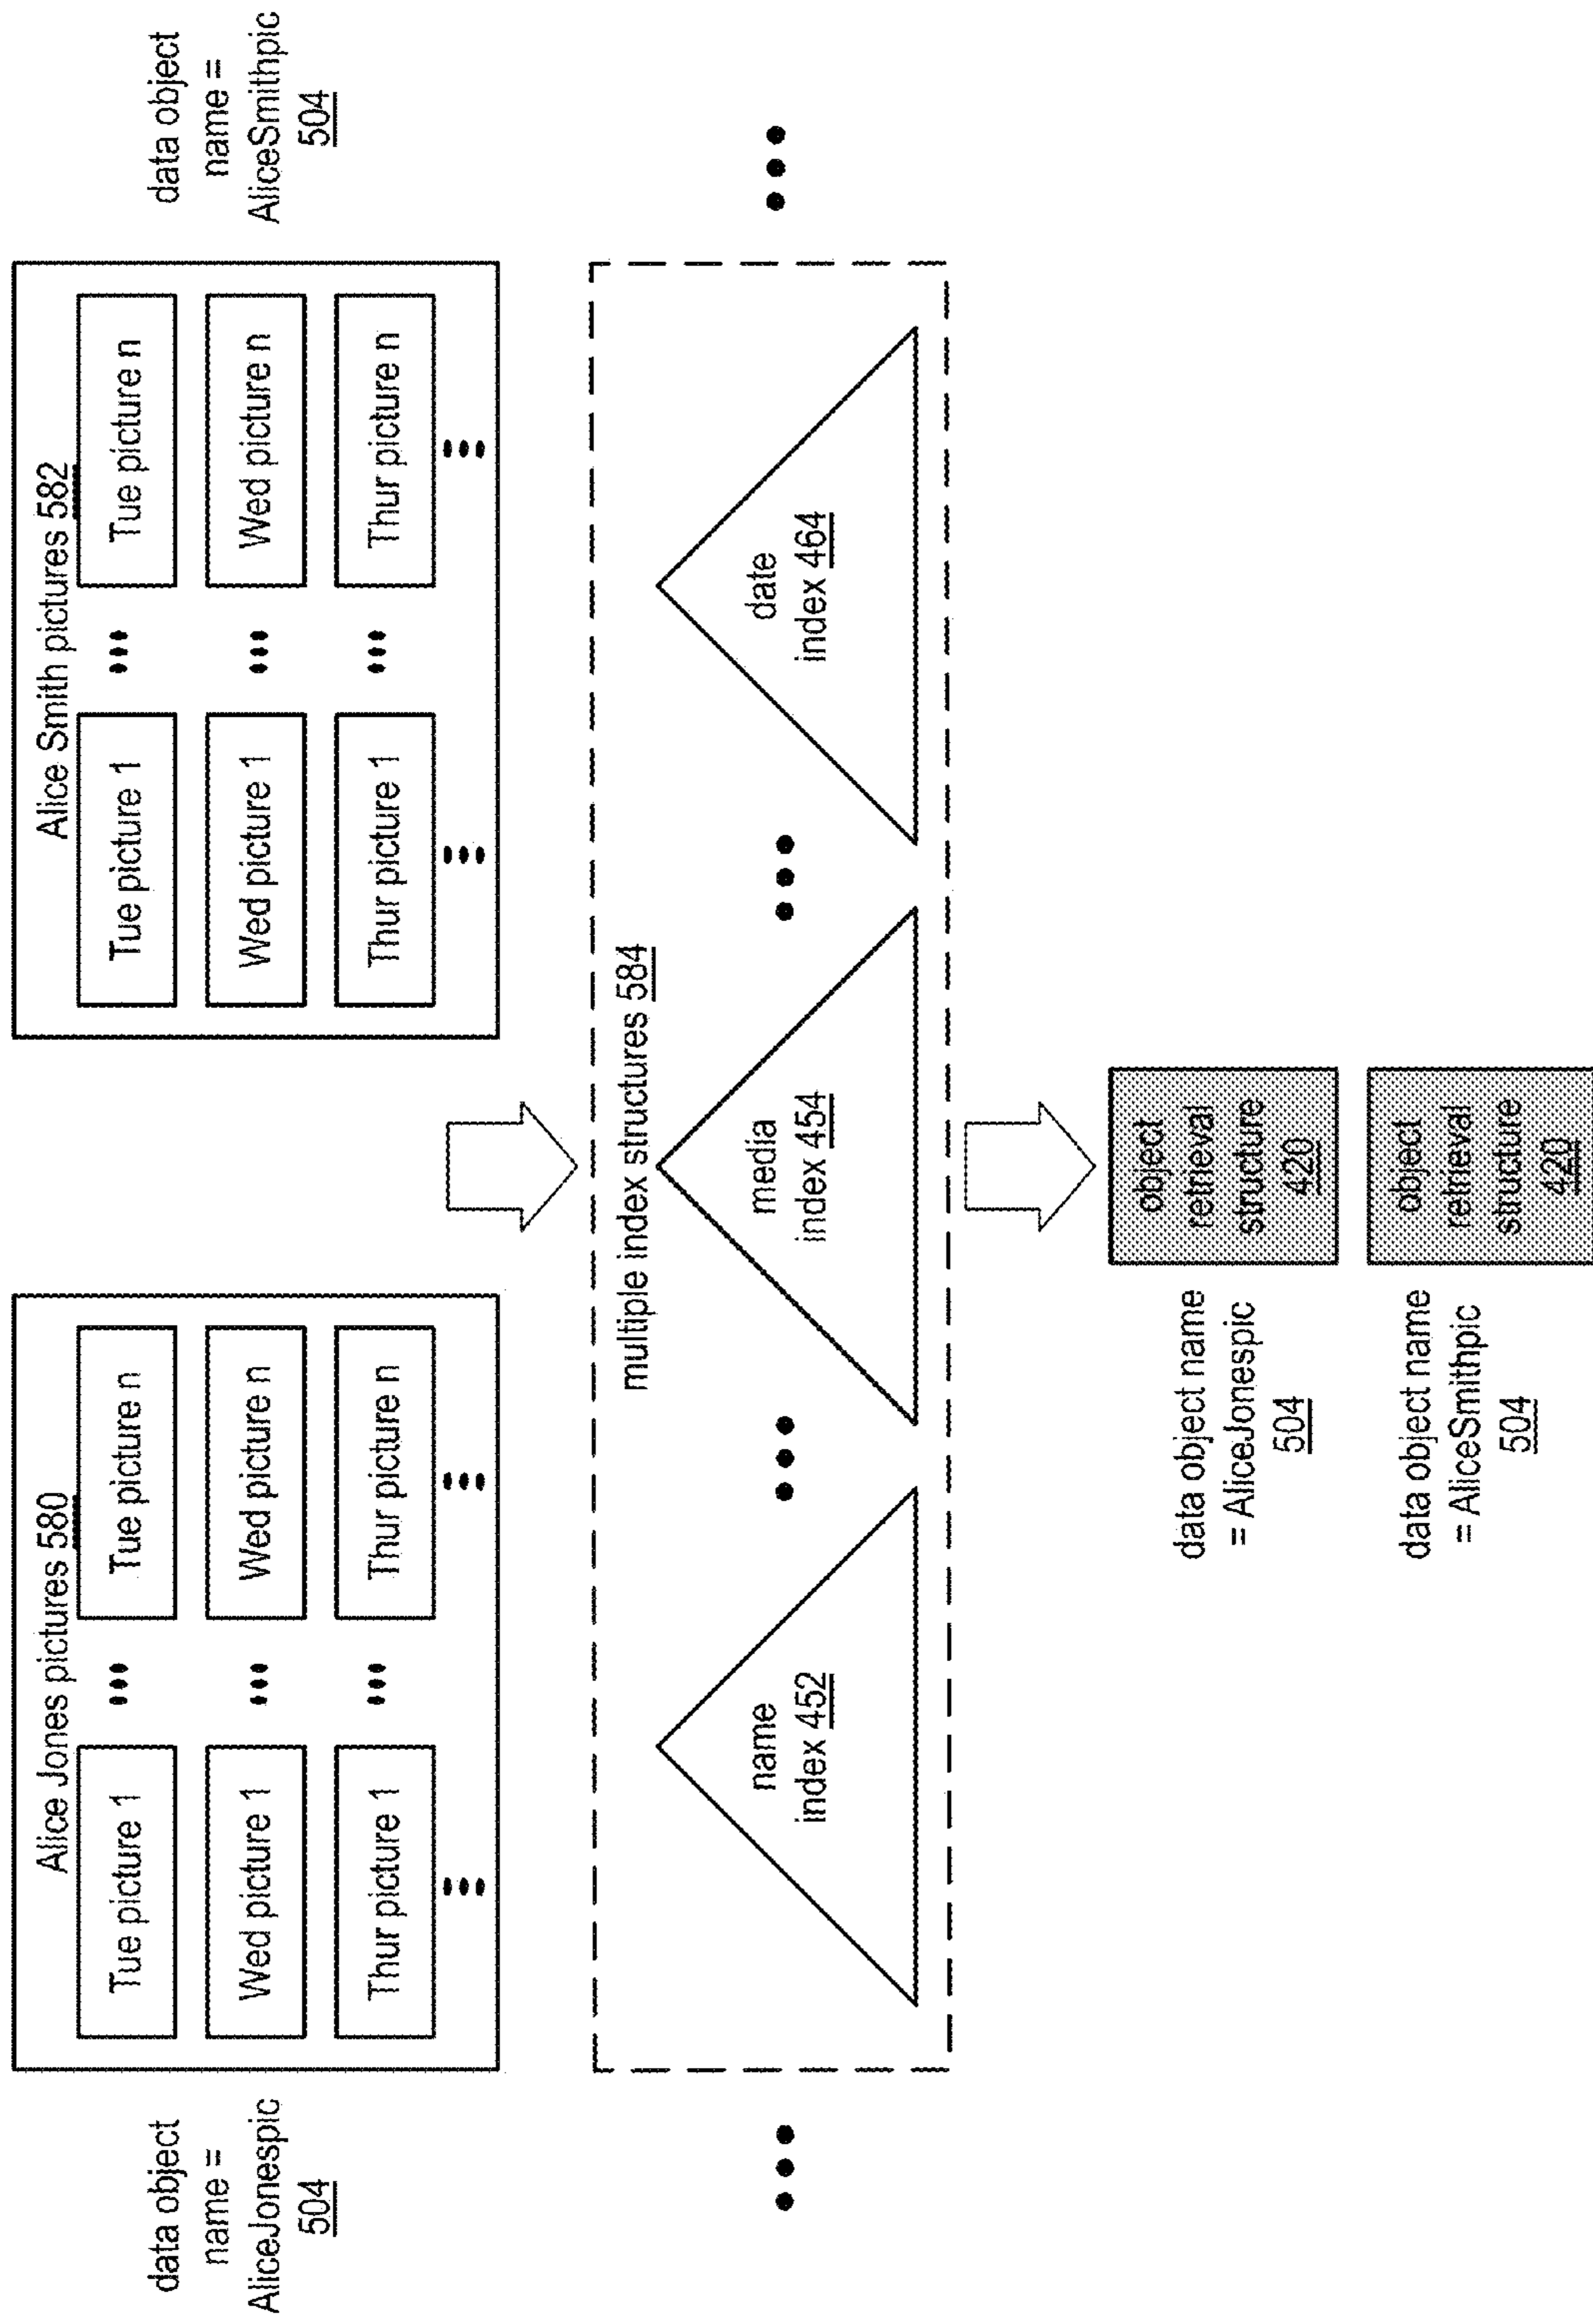 data object
name =
AliceJonespic
504
Alice Jones pictures 580
Tue picture 1
Tue picture n
Wed picture 1
Wed picture n
Thur picture 1
Thur picture n
Alice Smith pictures 582
Tue picture 1
Tue picture n
Wed picture 1
Wed picture n
Thur picture 1
Thur picture n
data object
name =
AliceSmithpic
504
multiple index structures 584
name
index 452
media
index 454
date
index 464
data object name
= AliceJonespic
504
object
retrieval
structure
420
data object name
= AliceSmithpic
504
object
retrieval
structure
420